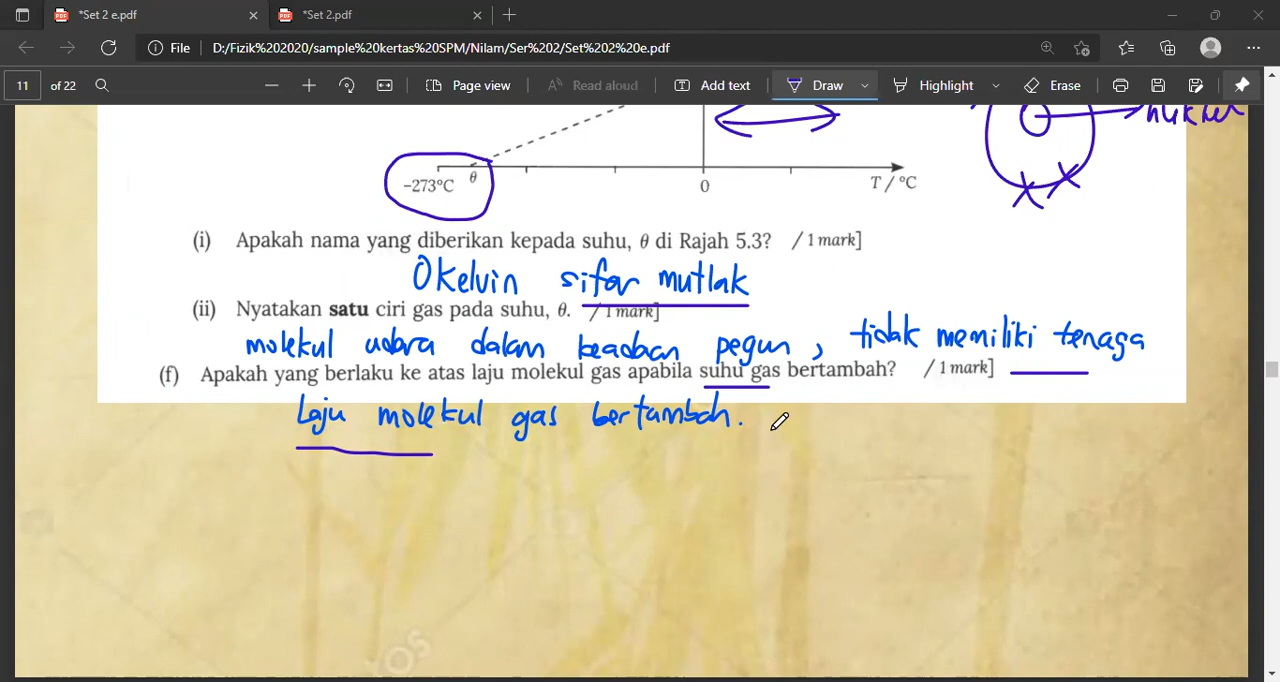 *Set 2 e.pdf
*Set 2.pdf
File D:/Fizik%202020/sample%20kertas%20SPM/Nilam/Ser%202/Set%202%20e.pdf
11 of 22 Page view Read aloud Add text Draw Highlight Erase
nukter
-273°C θ 0 T / °C
(i) Apakah nama yang diberikan kepada suhu, θ di Rajah 5.3? / 1 mark]
0kelvin sifar mutlak
(ii) Nyatakan satu ciri gas pada suhu, θ. / 1 mark]
molekul udara dalam keadaan pegun, tidak memiliki tenaga
(f) Apakah yang berlaku ke atas laju molekul gas apabila suhu gas bertambah? / 1 mark]
Laju molekul gas bertambah.